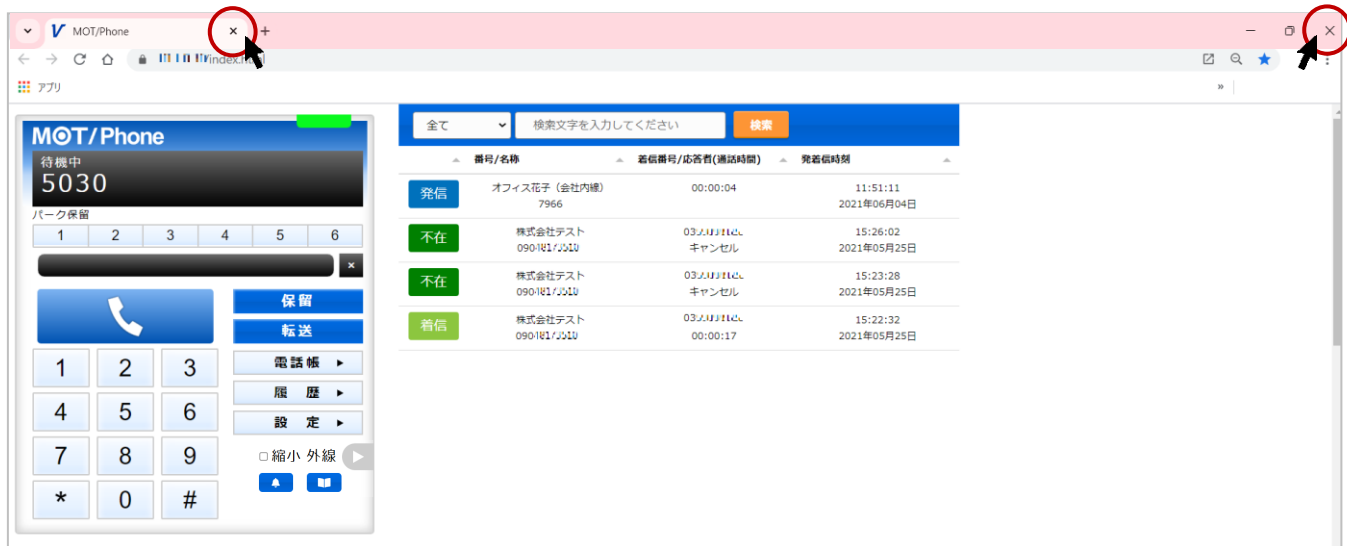 MOT/Phone
アプリ
MOT/Phone
待機中
5030
パーク保留
1 2 3 4 5 6
保留
転送
電話帳
履 歴
設 定
1 2 3
4 5 6
7 8 9
* 0 #
縮小 外線
全て 検索文字を入力してください 検索
番号/名称 着信番号/応答者(通話時間) 発着信時刻
発信 オフィス花子(会社内線) 00:00:04 11:51:11
7966 2021年06月04日
不在 株式会社テスト 15:26:02
キャンセル 2021年05月25日
不在 株式会社テスト 15:23:28
キャンセル 2021年05月25日
着信 株式会社テスト 15:22:32
00:00:17 2021年05月25日